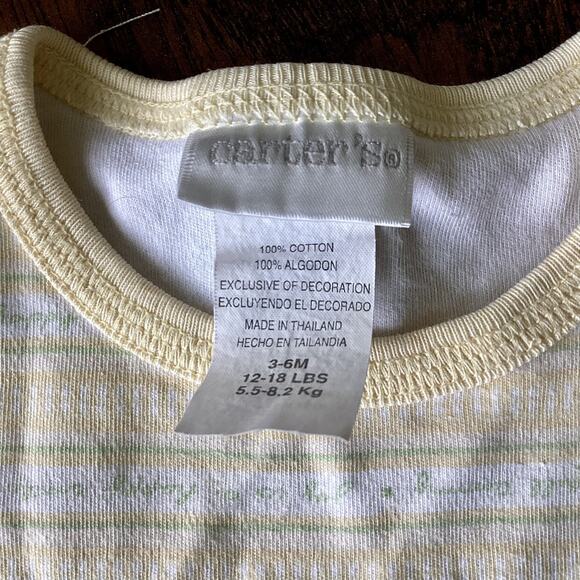 carter's®
100% COTTON
100% ALGODON
EXCLUSIVE OF DECORATION
EXCLUYENDO EL DECORADO
MADE IN THAILAND
HECHO EN TAILANDIA
3-6M
12-18 LBS
5.5-8.2 Kg